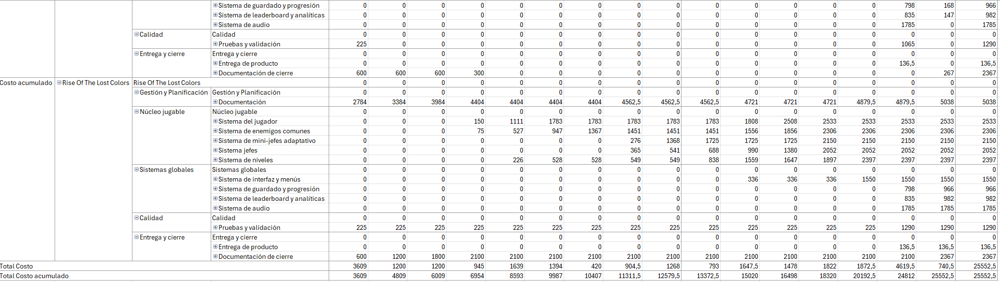 Sistema de guardado y progresión 0 0 0 0 0 0 0 0 0 0 0 0 0 0 798 168 966
Sistema de leaderboard y analíticas 0 0 0 0 0 0 0 0 0 0 0 0 0 0 835 147 982
Sistema de audio 0 0 0 0 0 0 0 0 0 0 0 0 0 0 1785 0 1785
Calidad Calidad 0 0 0 0 0 0 0 0 0 0 0 0 0 0 0 0 0
Pruebas y validación 225 0 0 0 0 0 0 0 0 0 0 0 0 0 1065 0 1290
Entrega y cierre Entrega y cierre 0 0 0 0 0 0 0 0 0 0 0 0 0 0 0 0 0
Entrega de producto 0 0 0 0 0 0 0 0 0 0 0 0 0 0 136,5 0 136,5
Documentación de cierre 600 600 600 300 0 0 0 0 0 0 0 0 0 0 0 267 2367
Costo acumulado Rise Of The Lost Colors Rise Of The Lost Colors 0 0 0 0 0 0 0 0 0 0 0 0 0 0 0 0 0
Gestión y Planificación Gestión y Planificación 0 0 0 0 0 0 0 0 0 0 0 0 0 0 0 0 0
Documentación 2784 3384 3984 4404 4404 4404 4404 4562,5 4562,5 4562,5 4721 4721 4721 4879,5 4879,5 5038 5038
Núcleo jugable Núcleo jugable 0 0 0 0 0 0 0 0 0 0 0 0 0 0 0 0 0
Sistema del jugador 0 0 0 150 1111 1783 1783 1783 1783 1783 1808 2508 2533 2533 2533 2533 2533
Sistema de enemigos comunes 0 0 0 75 527 947 1367 1451 1451 1451 1556 1856 2306 2306 2306 2306 2306
Sistema de mini-jefes adaptativo 0 0 0 0 0 0 0 276 1368 1725 1725 1725 2150 2150 2150 2150 2150
Sistema jefes 0 0 0 0 0 0 0 365 541 688 990 1380 2052 2052 2052 2052 2052
Sistema de niveles 0 0 0 0 226 528 528 549 549 838 1559 1647 1897 2397 2397 2397 2397
Sistemas globales Sistemas globales 0 0 0 0 0 0 0 0 0 0 0 0 0 0 0 0 0
Sistema de interfaz y menús 0 0 0 0 0 0 0 0 0 0 336 336 336 1550 1550 1550 1550
Sistema de guardado y progresión 0 0 0 0 0 0 0 0 0 0 0 0 0 0 798 966 966
Sistema de leaderboard y analíticas 0 0 0 0 0 0 0 0 0 0 0 0 0 0 835 982 982
Sistema de audio 0 0 0 0 0 0 0 0 0 0 0 0 0 0 1785 1785 1785
Calidad Calidad 0 0 0 0 0 0 0 0 0 0 0 0 0 0 0 0 0
Pruebas y validación 225 225 225 225 225 225 225 225 225 225 225 225 225 225 1290 1290 1290
Entrega y cierre Entrega y cierre 0 0 0 0 0 0 0 0 0 0 0 0 0 0 0 0 0
Entrega de producto 0 0 0 0 0 0 0 0 0 0 0 0 0 0 136,5 136,5 136,5
Documentación de cierre 600 1200 1800 2100 2100 2100 2100 2100 2100 2100 2100 2100 2100 2100 2100 2367 2367
Total Costo 3609 1200 1200 945 1639 1394 420 904,5 1268 793 1647,5 1478 1822 1872,5 4619,5 740,5 25552,5
Total Costo acumulado 3609 4809 6009 6954 8593 9987 10407 11311,5 12579,5 13372,5 15020 16498 18320 20192,5 24812 25552,5 25552,5